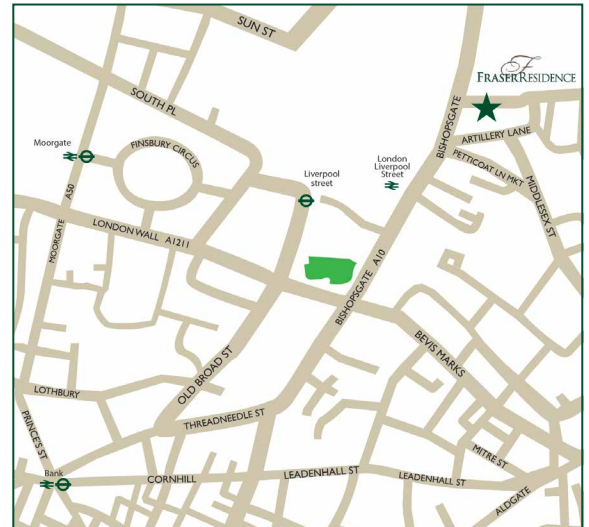 SUN ST
F
FRASER RESIDENCE
SOUTH PL
BISHOPSGATE
ARTILLERY LANE
Moorgate
FINSBURY CIRCUS
PETTICOAT LN MKT
London
Liverpool
Street
Liverpool
street
MIDDLESEX ST
A50
MOORGATE
LONDON WALL A1211
BISHOPSGATE A10
BEVIS MARKS
OLD BROAD ST
LOTHBURY
THREADNEEDLE ST
PRINCE'S ST
MITRE ST
Bank
CORNHILL
LEADENHALL ST
LEADENHALL ST
ALDGATE